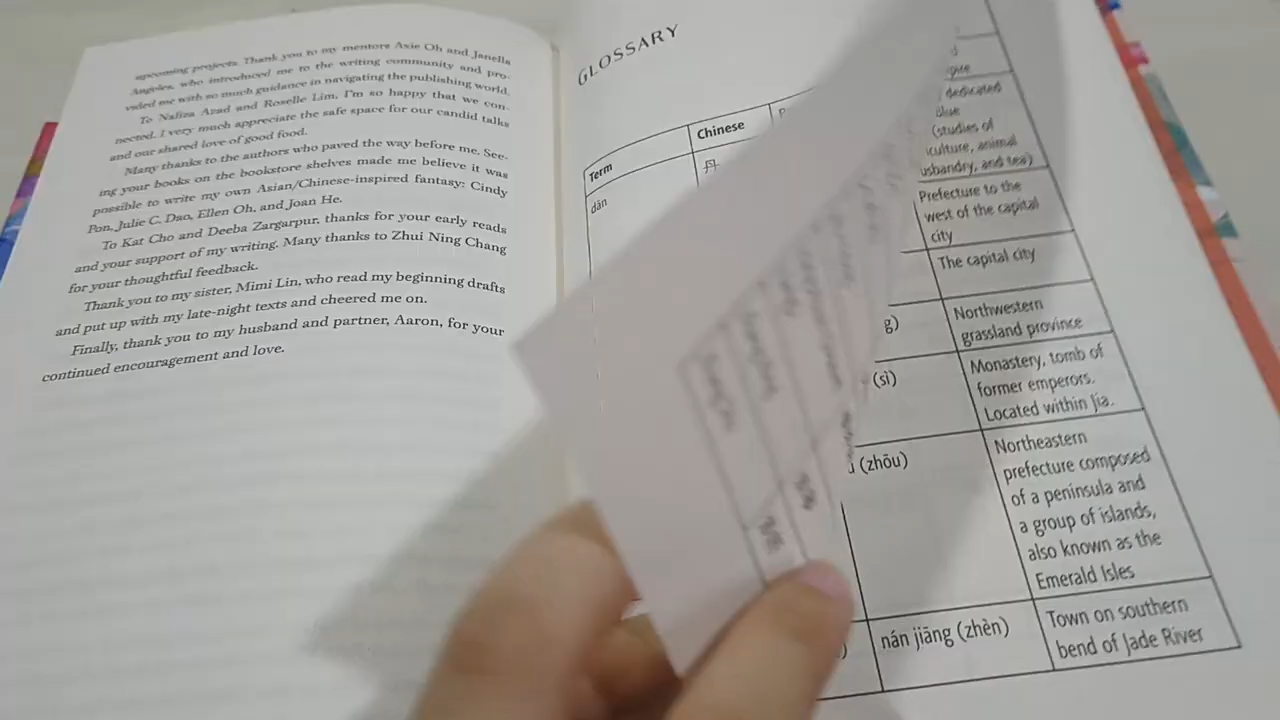 upcoming projects. Thank you to my mentors Axie Oh and Janella
Angeles, who introduced me to the writing community and pro-
vided me with so much guidance in navigating the publishing world.
To Nafiza Azad and Roselle Lim, I'm so happy that we con-
nected. I very much appreciate the safe space for our candid talks
and our shared love of good food.
Many thanks to the authors who paved the way before me. See-
ing your books on the bookstore shelves made me believe it was
possible to write my own Asian/Chinese-inspired fantasy: Cindy
Pon, Julie C. Dao, Ellen Oh, and Joan He.
To Kat Cho and Deeba Zargarpur, thanks for your early reads
and your support of my writing. Many thanks to Zhui Ning Chang
for your thoughtful feedback.
Thank you to my sister, Mimi Lin, who read my beginning drafts
and put up with my late-night texts and cheered me on.
Finally, thank you to my husband and partner, Aaron, for your
continued encouragement and love.
GLOSSARY
Term
Chinese
dān
丹
dedicated
Blue
(studies of
animal
and tea)
Prefecture to the
west of the capital
city
The capital city
g)
Northwestern
grassland province
(sì)
Monastery, tomb of
former emperors.
Located within Jia.
(zhōu)
Northeastern
prefecture composed
of a peninsula and
a group of islands,
also known as the
Emerald Isles
)
nán jiāng (zhèn)
Town on southern
bend of Jade River